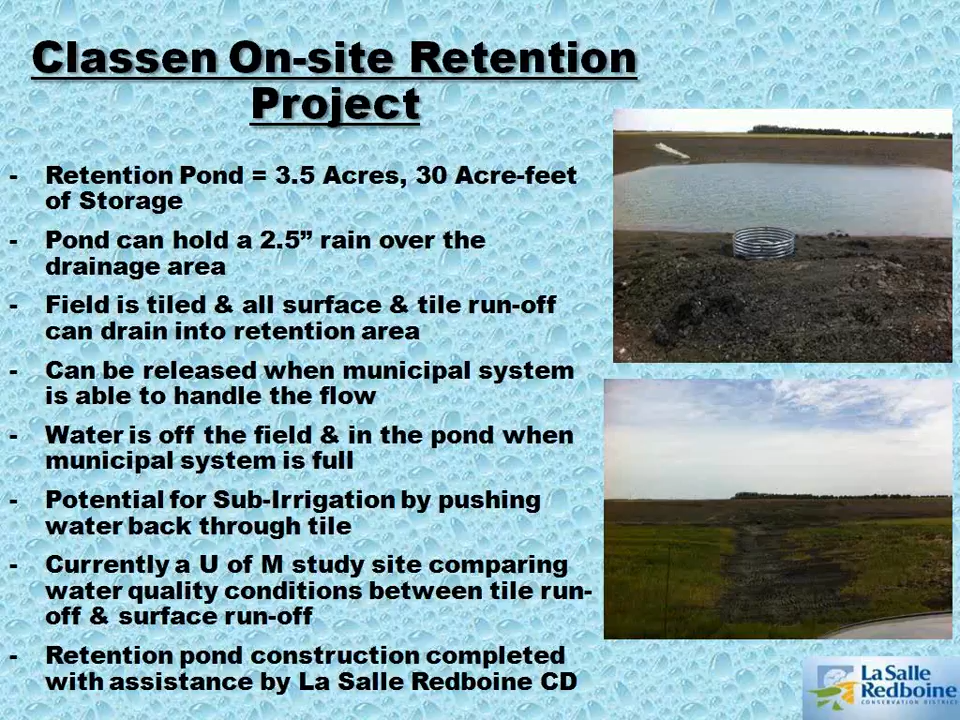 Classen On-site Retention
Project
- Retention Pond = 3.5 Acres, 30 Acre-feet
of Storage
- Pond can hold a 2.5” rain over the
drainage area
- Field is tiled & all surface & tile run-off
can drain into retention area
- Can be released when municipal system
is able to handle the flow
- Water is off the field & in the pond when
municipal system is full
- Potential for Sub-Irrigation by pushing
water back through tile
- Currently a U of M study site comparing
water quality conditions between tile run-
off & surface run-off
- Retention pond construction completed
with assistance by La Salle Redboine CD
La Salle
Redboine
CONSERVATION DISTRICT